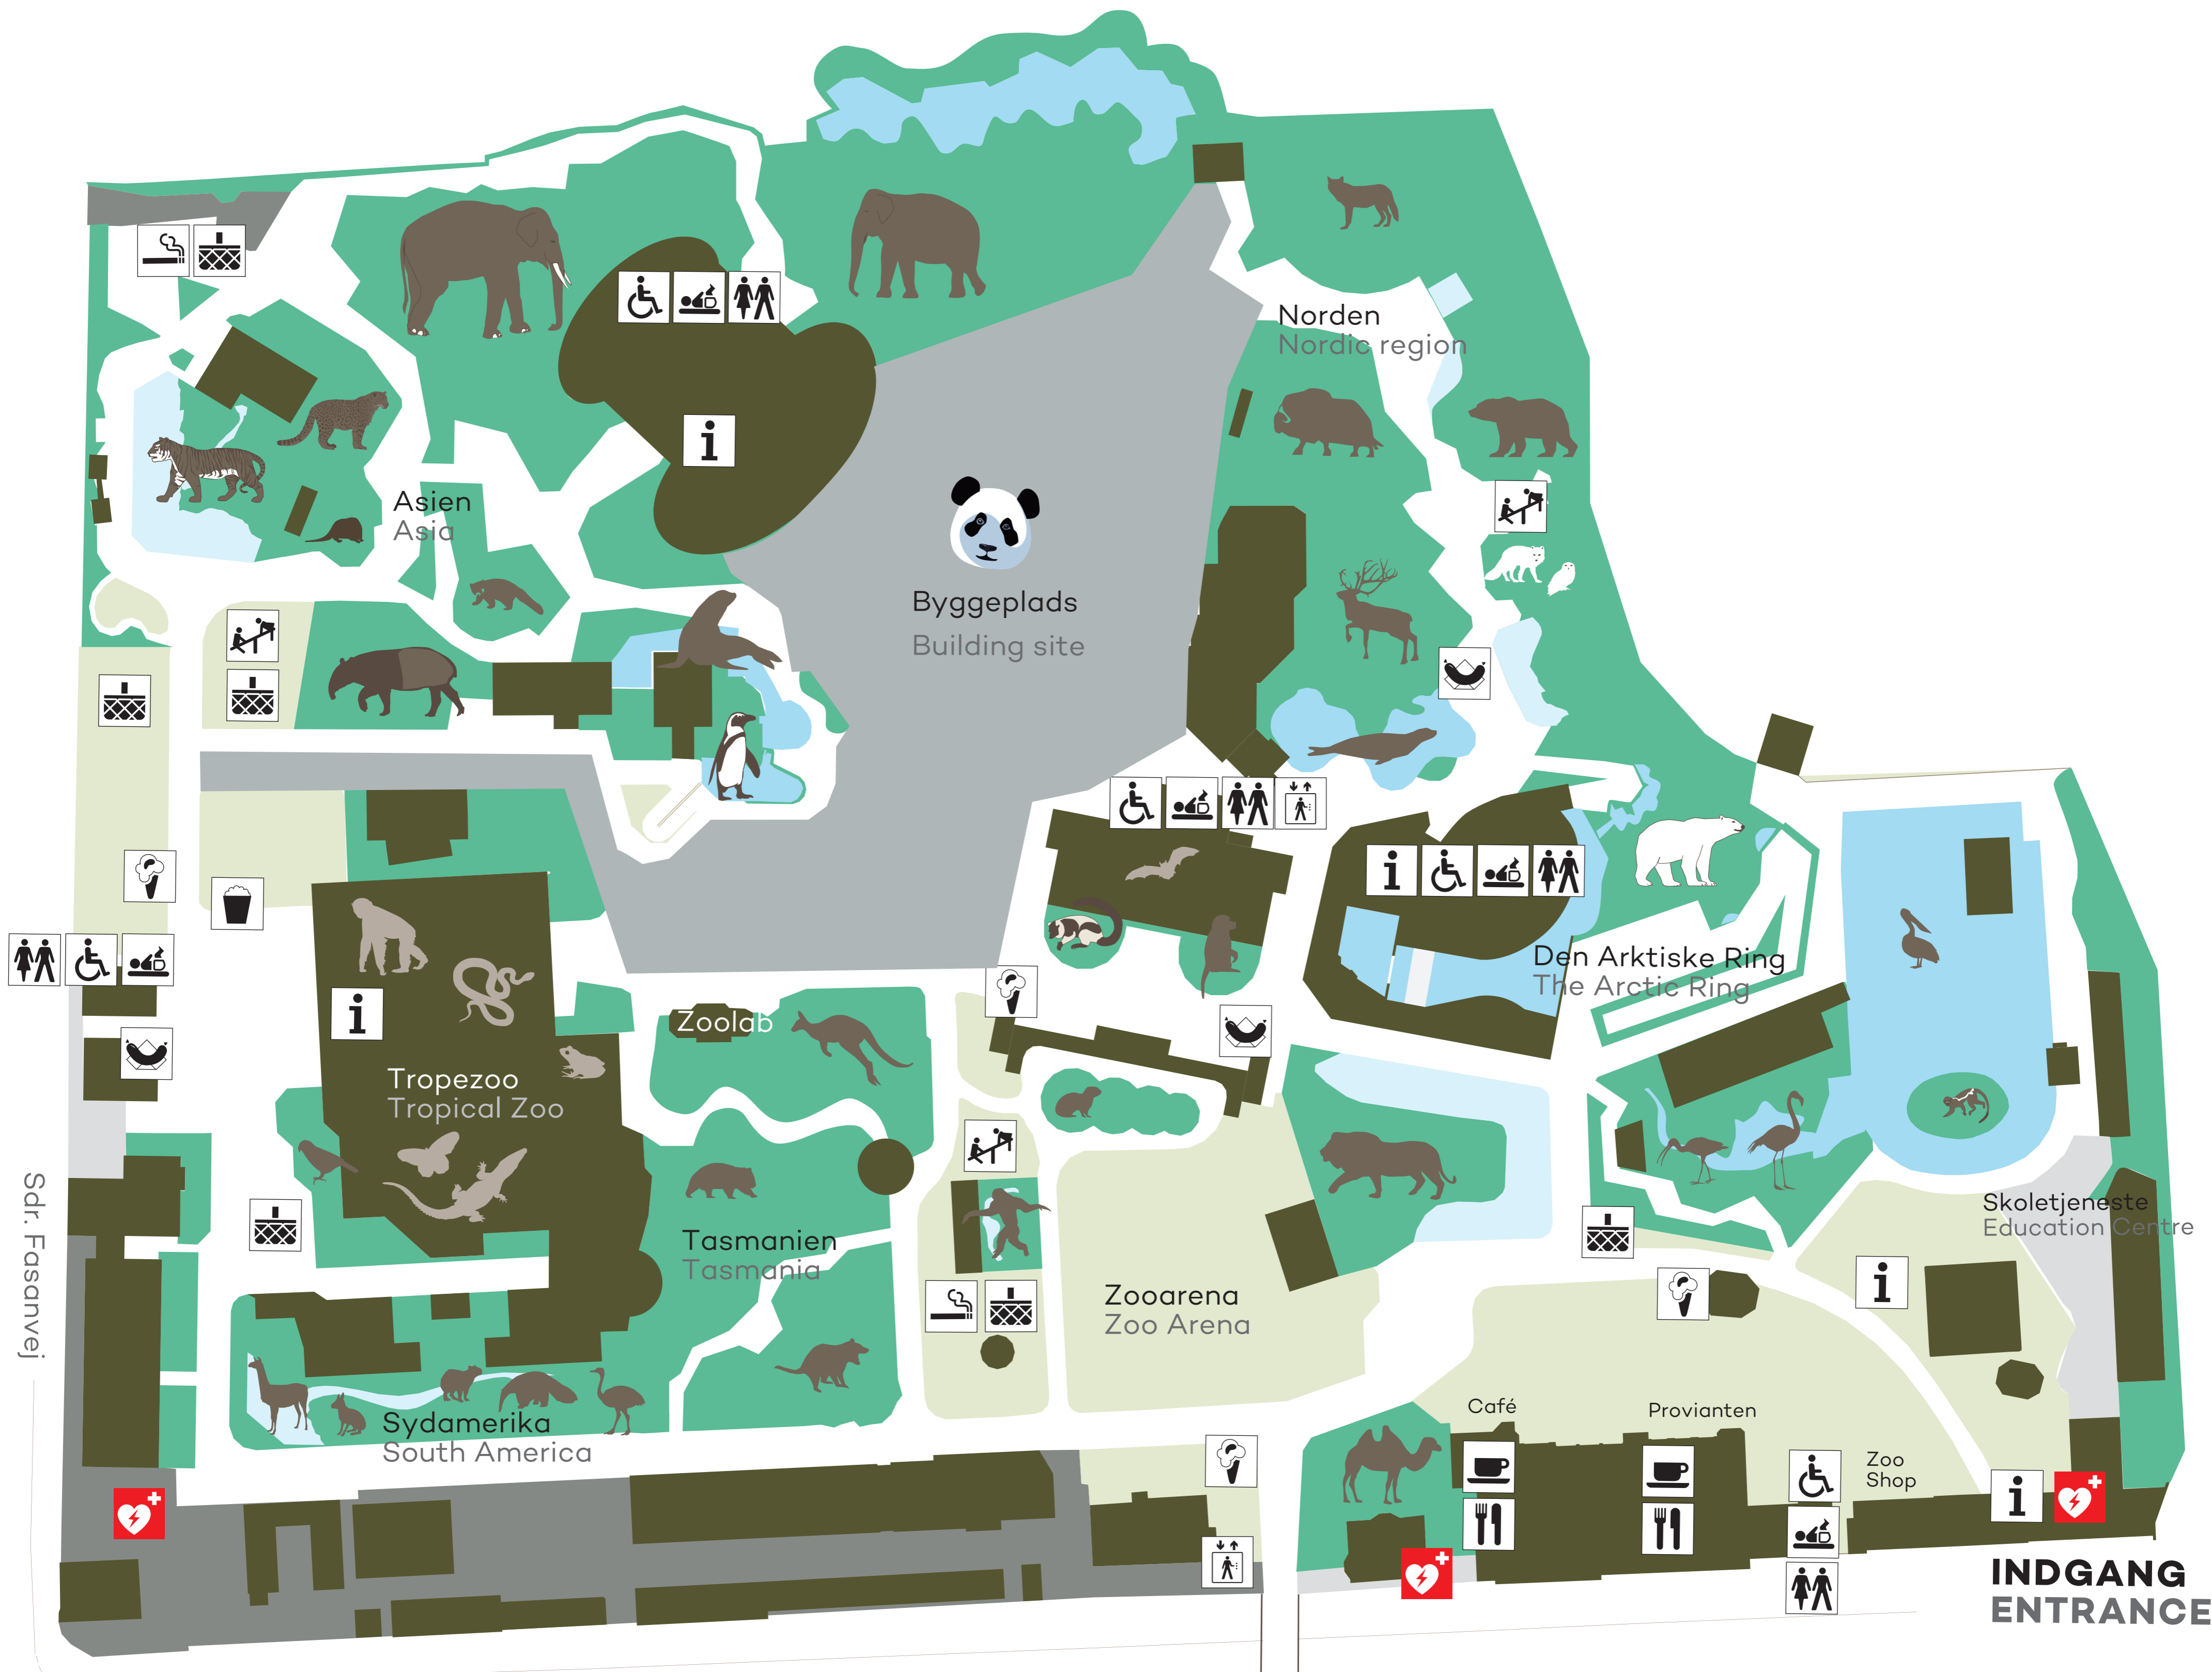 Norden
Nordic region
Asien
Asia
Byggeplads
Building site
Den Arktiske Ring
The Arctic Ring
Zoolab
Tropezoo
Tropical Zoo
Sdr. Fasanvej
Skoletjeneste
Education Centre
Tasmanien
Tasmania
Zooarena
Zoo Arena
Café
Provianten
Sydamerika
South America
Zoo
Shop
INDGANG
ENTRANCE